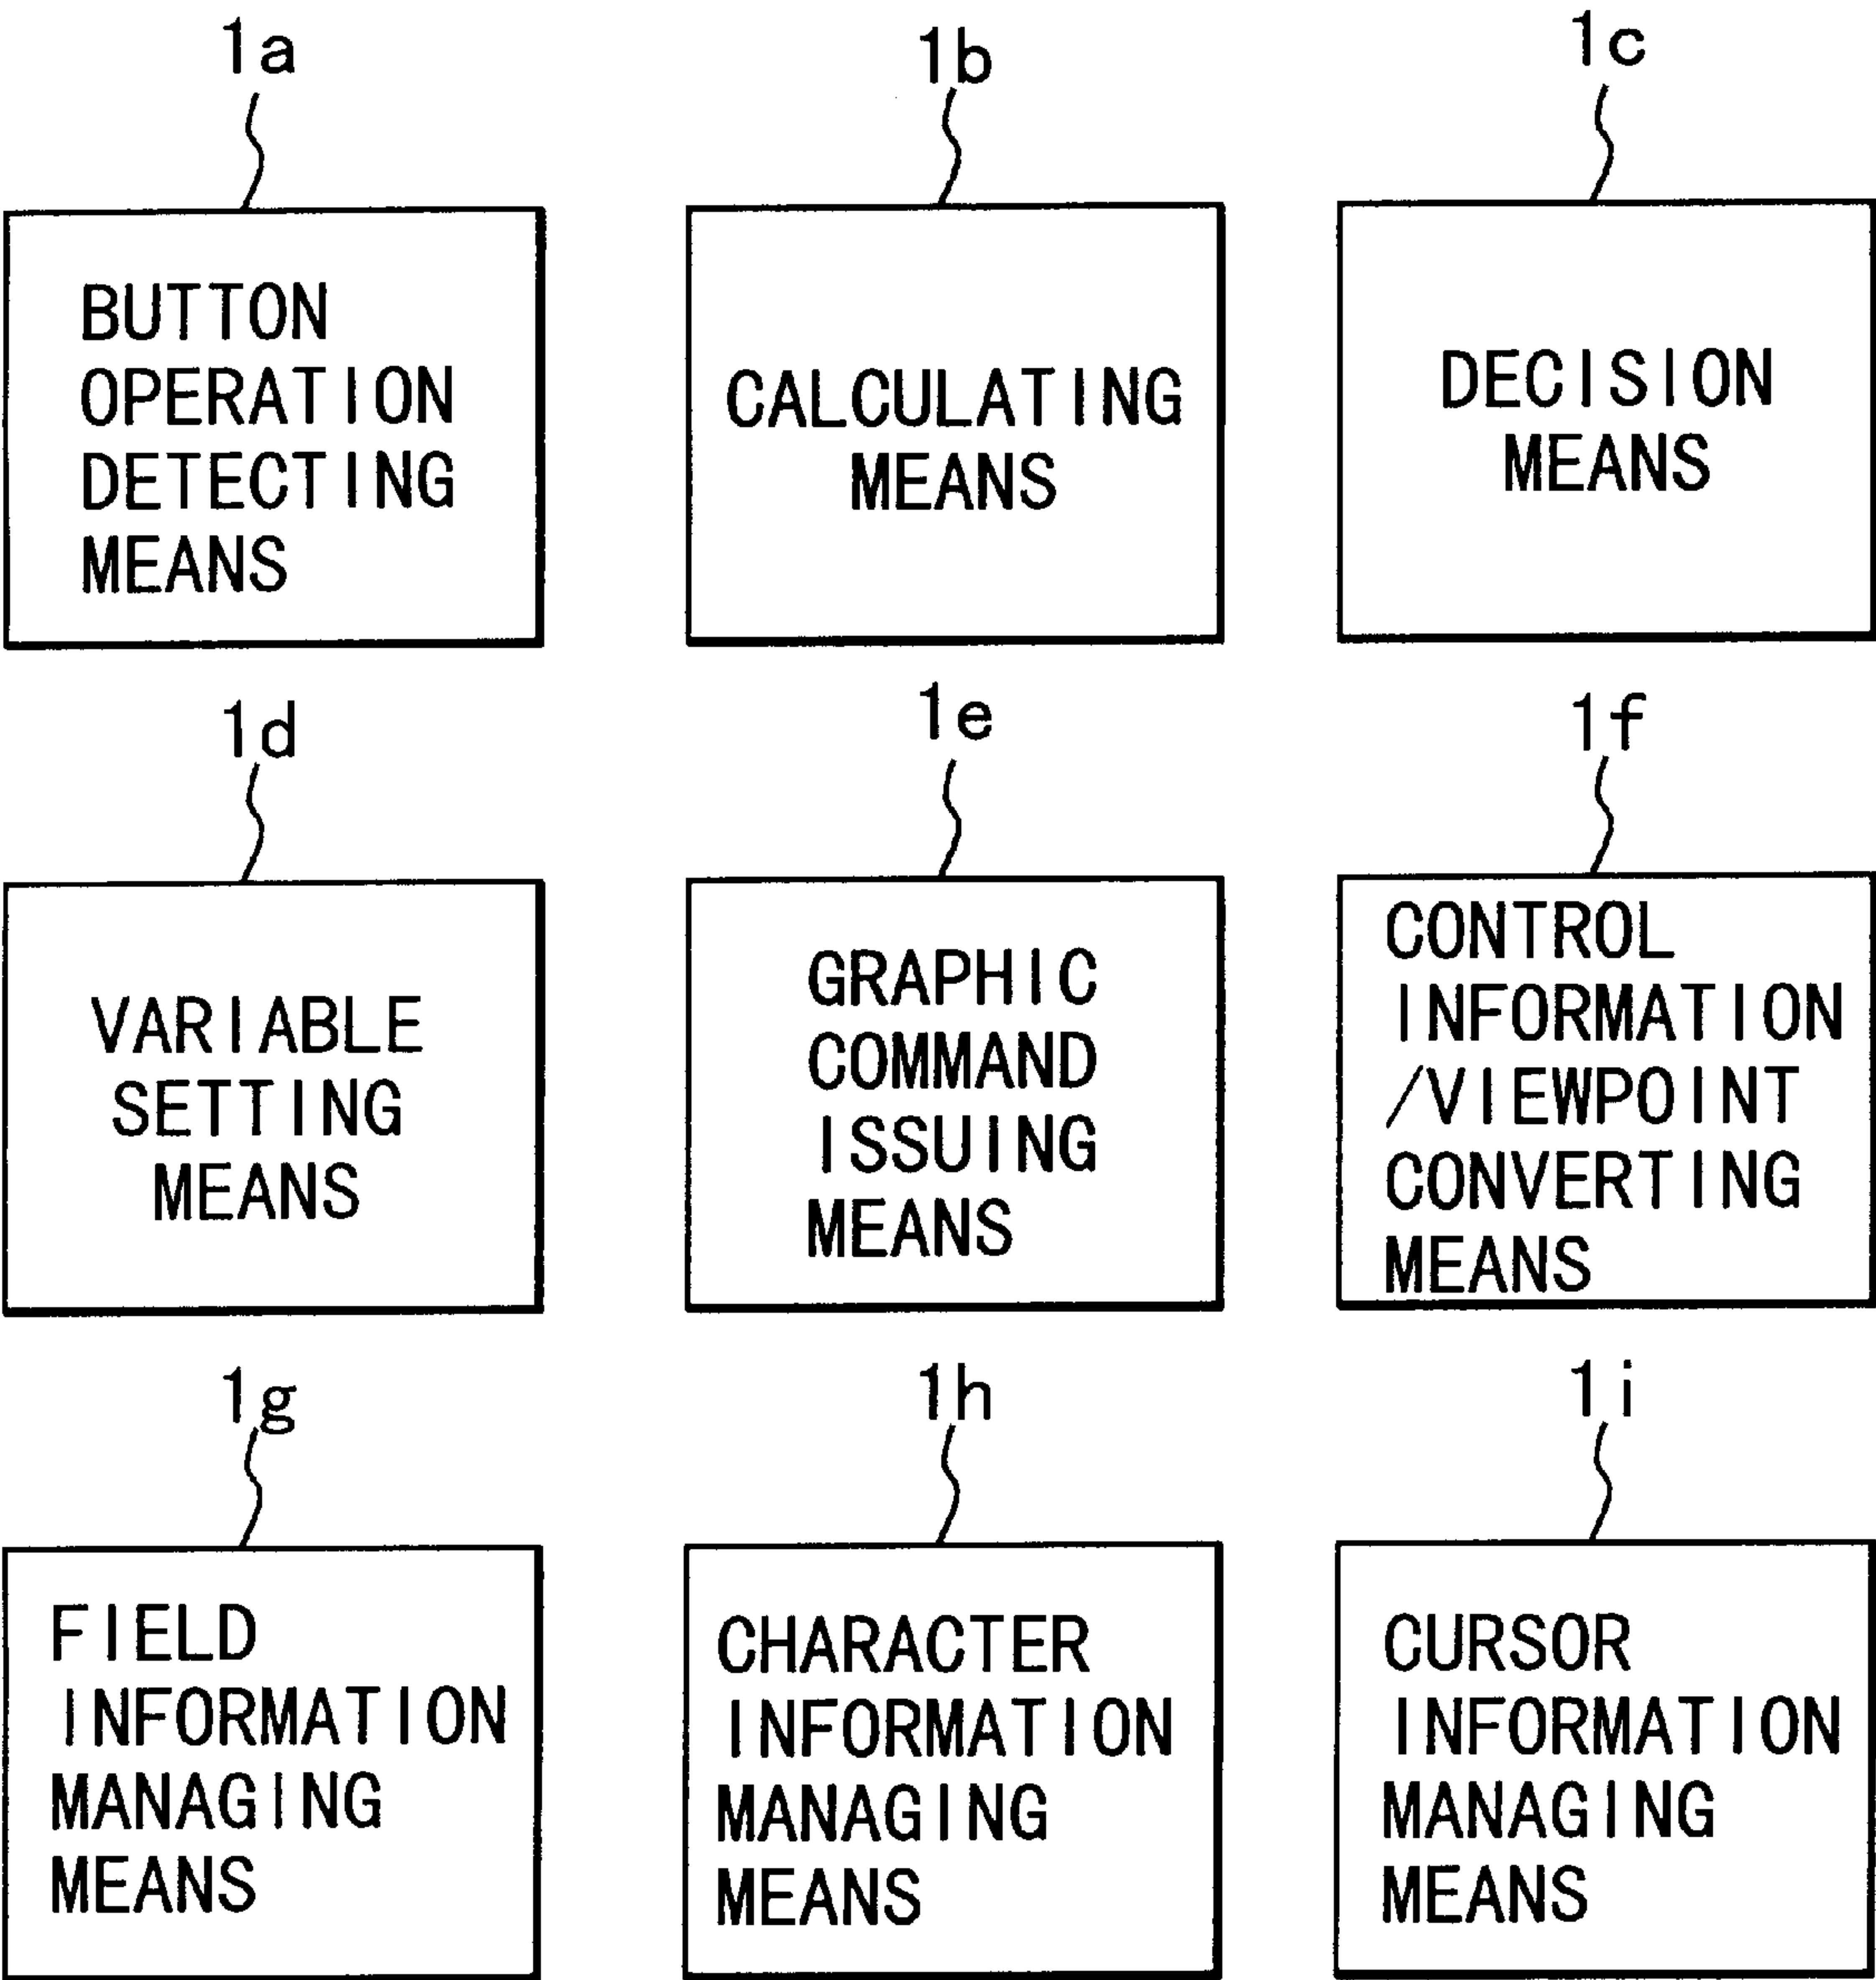 1a
BUTTON
OPERATION
DETECTING
MEANS
1b
CALCULATING
MEANS
1c
DECISION
MEANS
1d
VARIABLE
SETTING
MEANS
1e
GRAPHIC
COMMAND
ISSUING
MEANS
1f
CONTROL
INFORMATION
/VIEWPOINT
CONVERTING
MEANS
1g
FIELD
INFORMATION
MANAGING
MEANS
1h
CHARACTER
INFORMATION
MANAGING
MEANS
1i
CURSOR
INFORMATION
MANAGING
MEANS